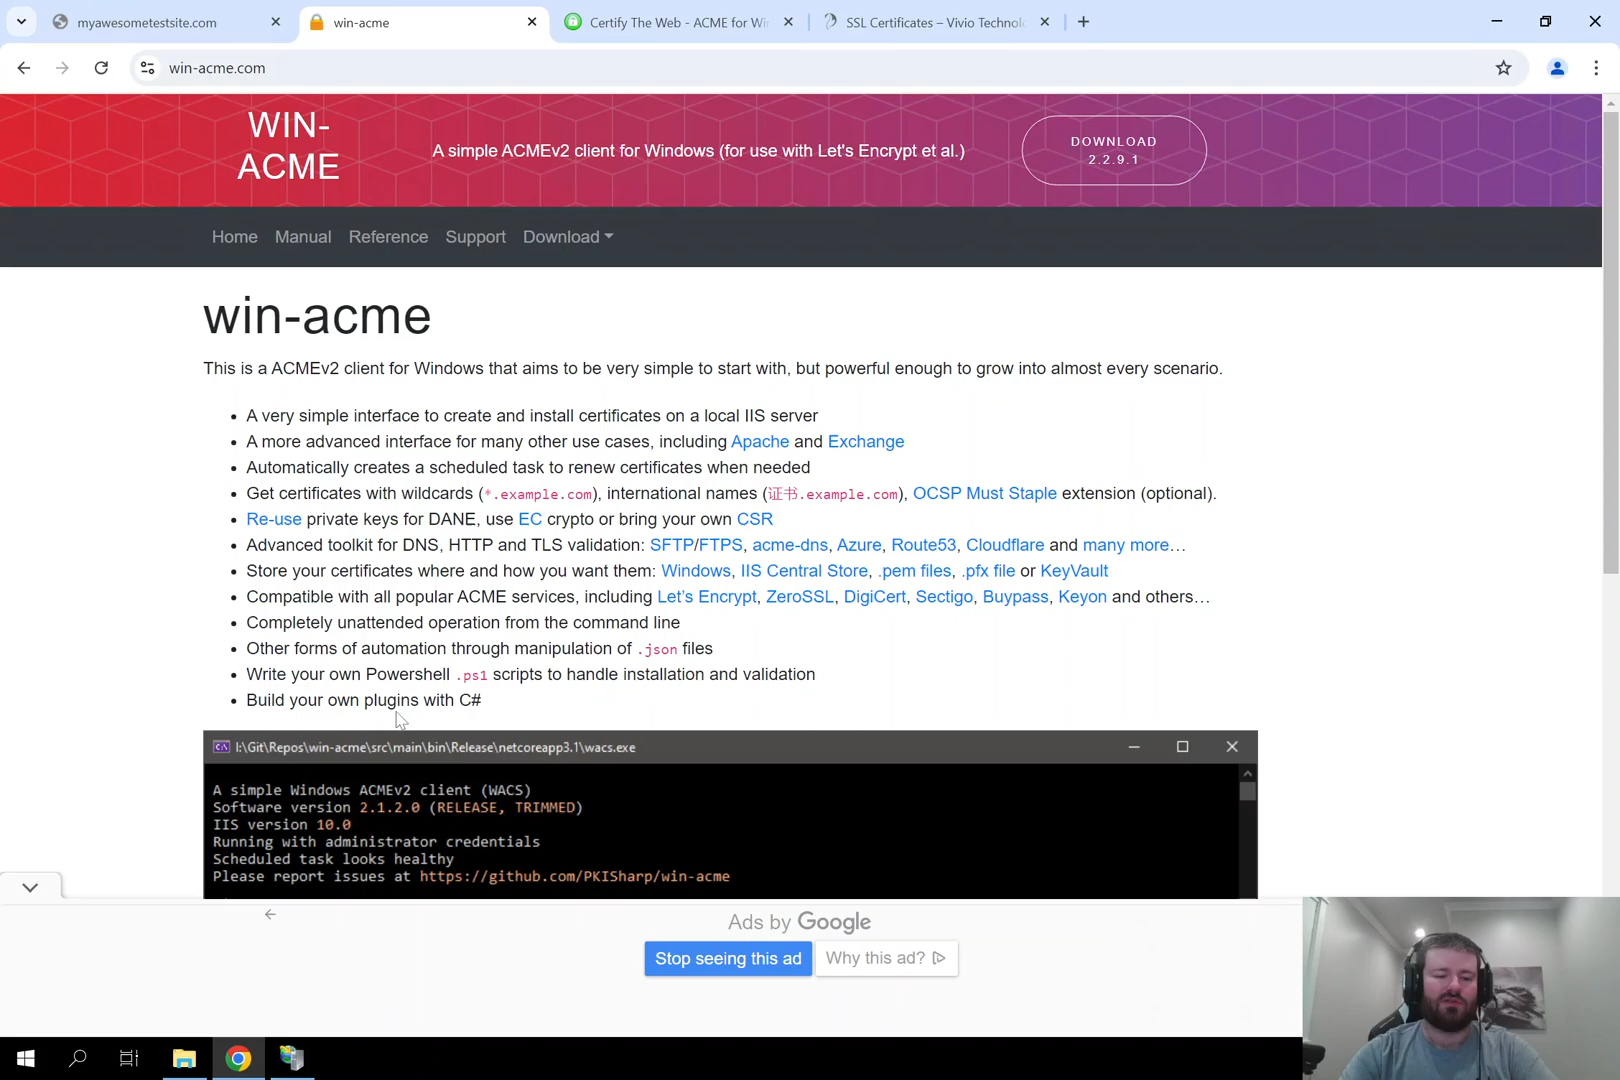 myawesometestsite.com
win-acme
Certify The Web - ACME for Win
SSL Certificates – Vivio Technolo
win-acme.com
WIN-
ACME
A simple ACMEv2 client for Windows (for use with Let's Encrypt et al.)
DOWNLOAD
2.2.9.1
Home
Manual
Reference
Support
Download
win-acme
This is a ACMEv2 client for Windows that aims to be very simple to start with, but powerful enough to grow into almost every scenario.
• A very simple interface to create and install certificates on a local IIS server
• A more advanced interface for many other use cases, including Apache and Exchange
• Automatically creates a scheduled task to renew certificates when needed
• Get certificates with wildcards (*.example.com), international names (证书.example.com), OCSP Must Staple extension (optional).
• Re-use private keys for DANE, use EC crypto or bring your own CSR
• Advanced toolkit for DNS, HTTP and TLS validation: SFTP/FTPS, acme-dns, Azure, Route53, Cloudflare and many more…
• Store your certificates where and how you want them: Windows, IIS Central Store, .pem files, .pfx file or KeyVault
• Compatible with all popular ACME services, including Let’s Encrypt, ZeroSSL, DigiCert, Sectigo, Buypass, Keyon and others…
• Completely unattended operation from the command line
• Other forms of automation through manipulation of .json files
• Write your own Powershell .ps1 scripts to handle installation and validation
• Build your own plugins with C#
I:\Git\Repos\win-acme\src\main\bin\Release\netcoreapp3.1\wacs.exe
A simple Windows ACMEv2 client (WACS)
Software version 2.1.2.0 (RELEASE, TRIMMED)
IIS version 10.0
Running with administrator credentials
Scheduled task looks healthy
Please report issues at https://github.com/PKISharp/win-acme
Ads by Google
Stop seeing this ad
Why this ad?